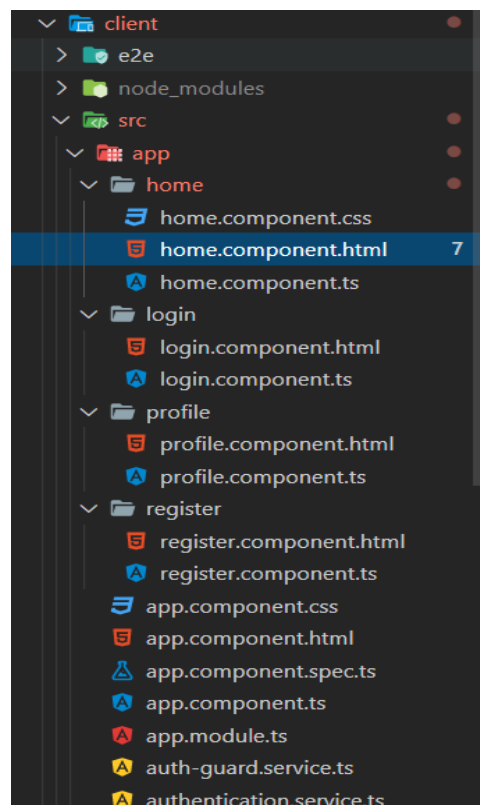 client
e2e
node_modules
src
app
home
home.component.css
home.component.html 7
home.component.ts
login
login.component.html
login.component.ts
profile
profile.component.html
profile.component.ts
register
register.component.html
register.component.ts
app.component.css
app.component.html
app.component.spec.ts
app.component.ts
app.module.ts
auth-guard.service.ts
authentication.service.ts